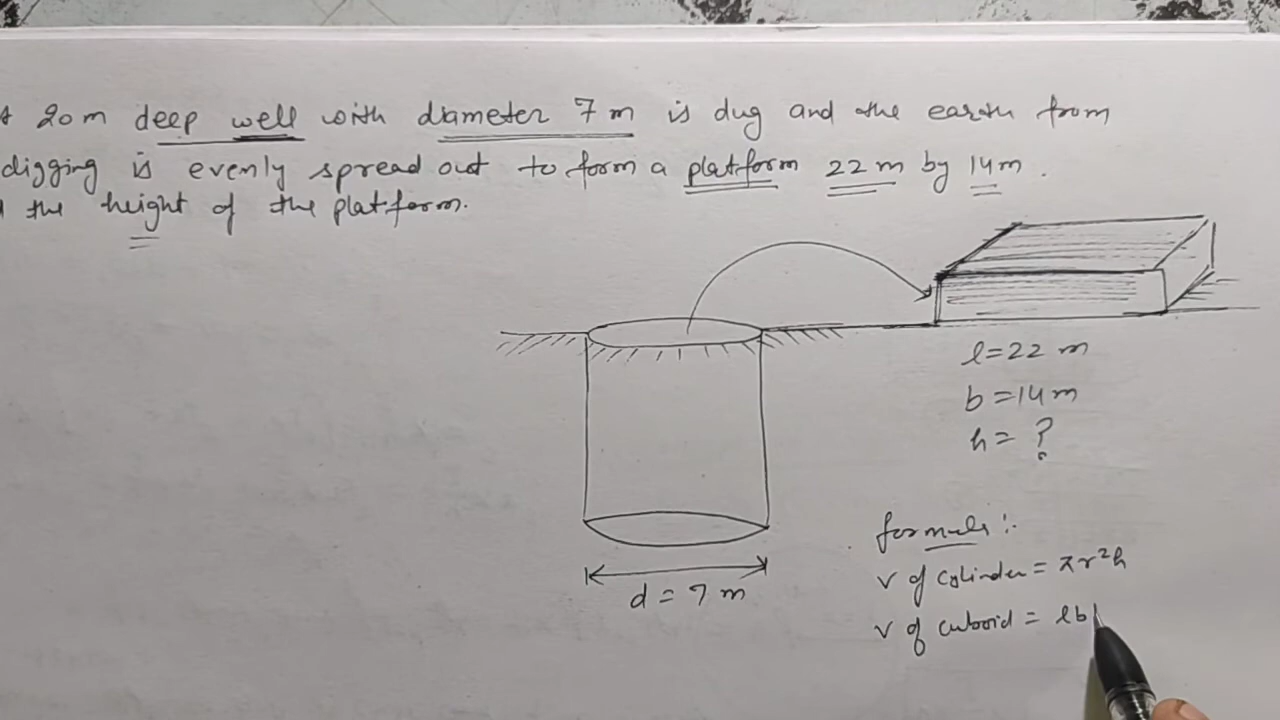 20m deep well with diameter 7 m is dug and the earth from
digging is evenly spread out to form a platform 22 m by 14m.
the height of the platform.
l=22 m
b=14m
h= ?
d = 7 m
formula:-
V of cylinder = πr²h
V of cuboid = lb